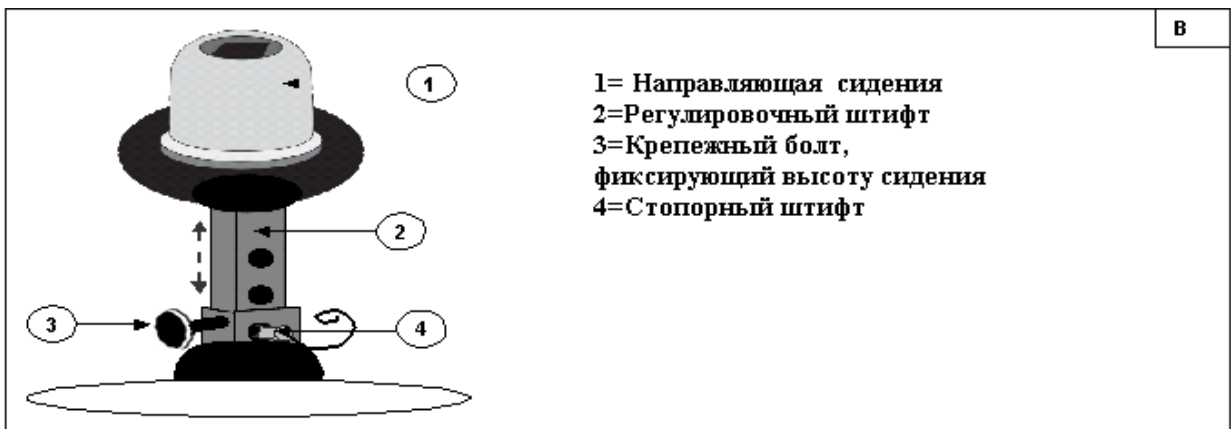 B
1= Направляющая сидения
2=Регулировочный штифт
3=Крепежный болт,
фиксирующий высоту сидения
4=Стопорный штифт
1
2
3
4